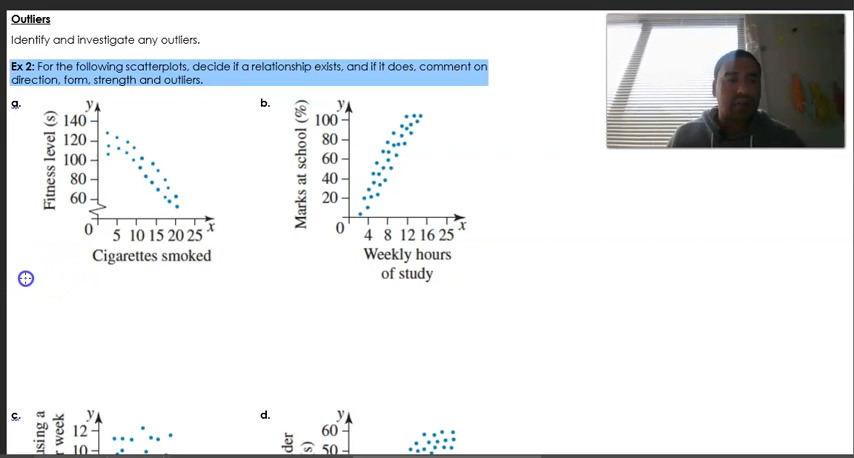 Outliers
Identify and investigate any outliers.
Ex 2: For the following scatterplots, decide if a relationship exists, and if it does, comment on
direction, form, strength and outliers.
a.
Fitness level (s)
y
140
120
100
80
60
0
5 10 15 20 25
x
Cigarettes smoked
b.
Marks at school (%)
y
100
80
60
40
20
0
4 8 12 16 25
x
Weekly hours
of study
c.
using a
r week
y
12
10
d.
der
s)
y
60
50